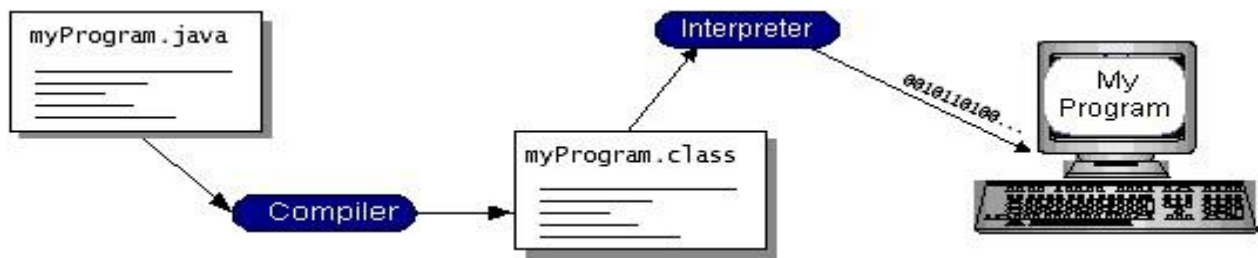 myProgram.java
Compiler
myProgram.class
Interpreter
0010110100...
My
Program